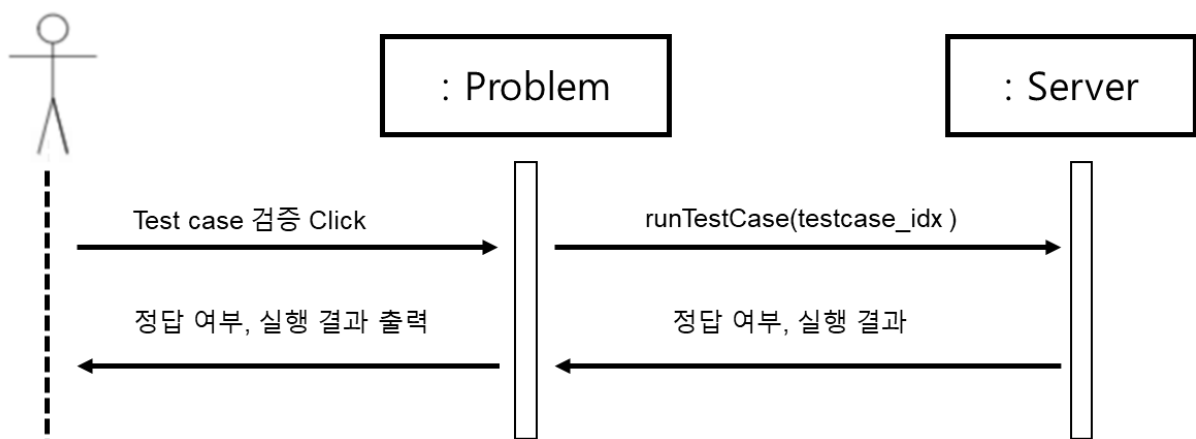 : Problem
: Server
Test case 검증 Click
runTestCase(testcase_idx )
정답 여부, 실행 결과 출력
정답 여부, 실행 결과